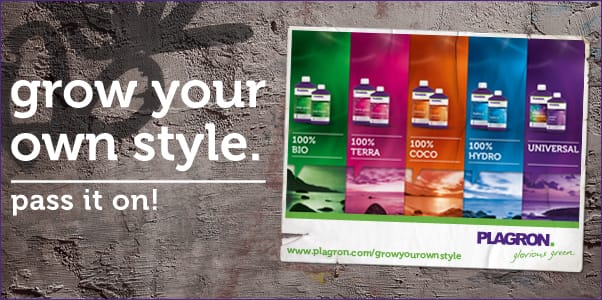 grow your
own style.
pass it on!
100%
BIO
100%
TERRA
100%
COCO
100%
HYDRO
UNIVERSAL
PLAGRON.
glorious green
www.plagron.com/growyourownstyle